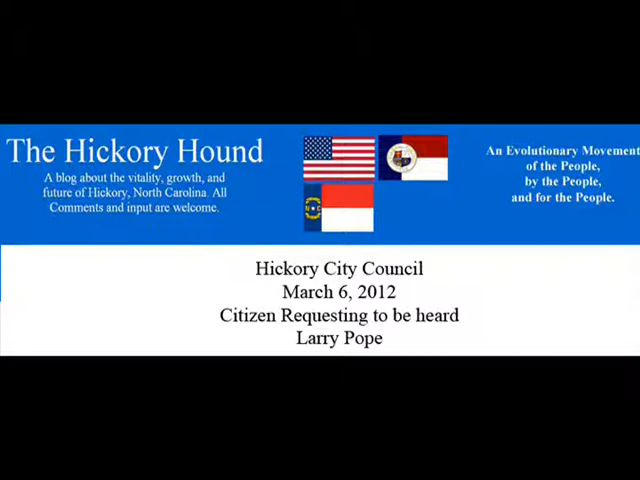 The Hickory Hound
A blog about the vitality, growth, and
future of Hickory, North Carolina. All
Comments and input are welcome.
An Evolutionary Movement
of the People,
by the People,
and for the People.
Hickory City Council
March 6, 2012
Citizen Requesting to be heard
Larry Pope